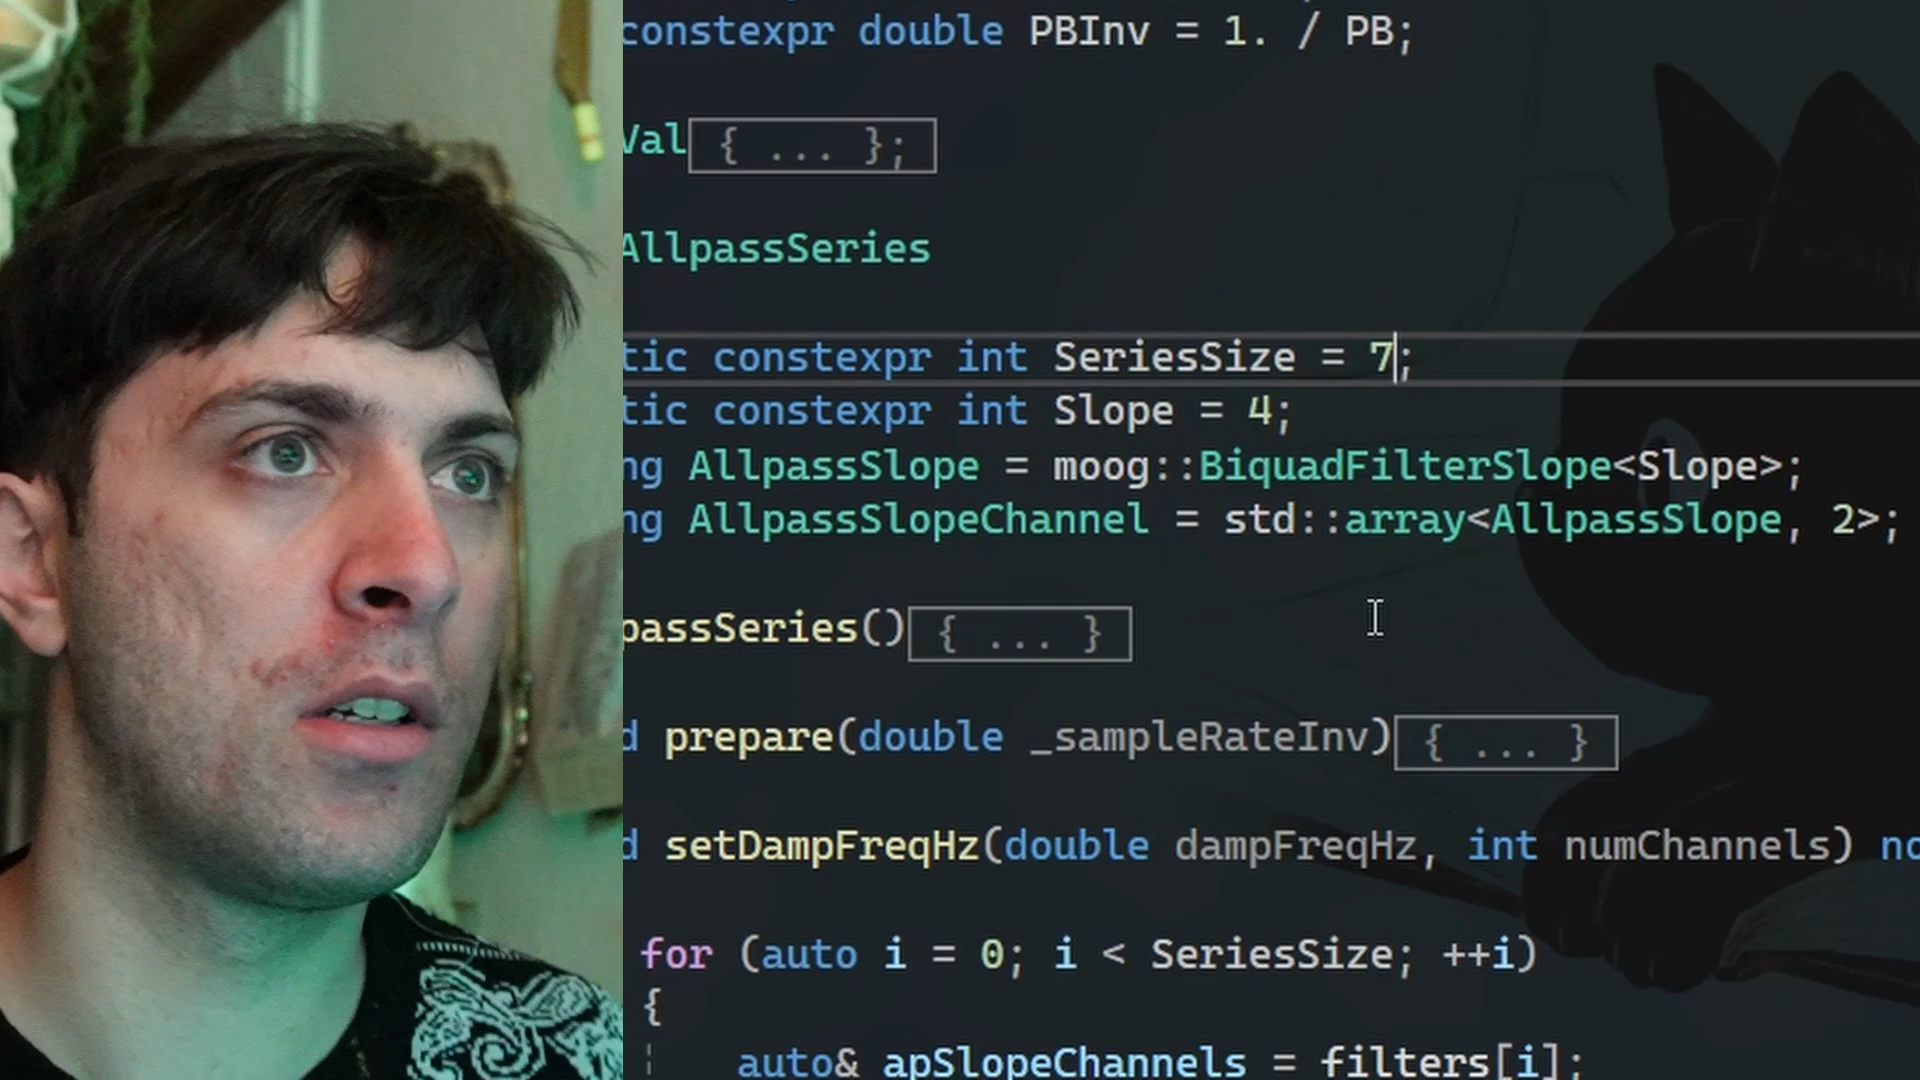 constexpr double PBInv = 1. / PB;
Val{ ... };
AllpassSeries
tic constexpr int SeriesSize = 7;
tic constexpr int Slope = 4;
ng AllpassSlope = moog::BiquadFilterSlope<Slope>;
ng AllpassSlopeChannel = std::array<AllpassSlope, 2>;
passSeries(){ ... }
d prepare(double _sampleRateInv){ ... }
d setDampFreqHz(double dampFreqHz, int numChannels) no
for (auto i = 0; i < SeriesSize; ++i)
{
auto& apSlopeChannels = filters[i];